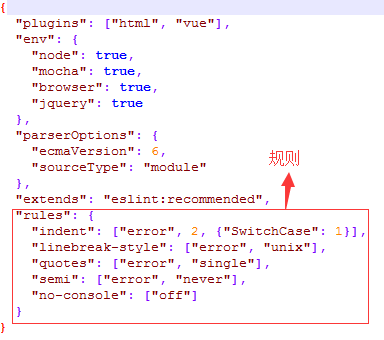 {
  "plugins": ["html", "vue"],
  "env": {
    "node": true,
    "mocha": true,
    "browser": true,
    "jquery": true
  },
  "parserOptions": {
    "ecmaVersion": 6,
    "sourceType": "module"
  },
  "extends": "eslint:recommended",
规则
  "rules": {
    "indent": ["error", 2, {"SwitchCase": 1}],
    "linebreak-style": ["error", "unix"],
    "quotes": ["error", "single"],
    "semi": ["error", "never"],
    "no-console": ["off"]
  }
}